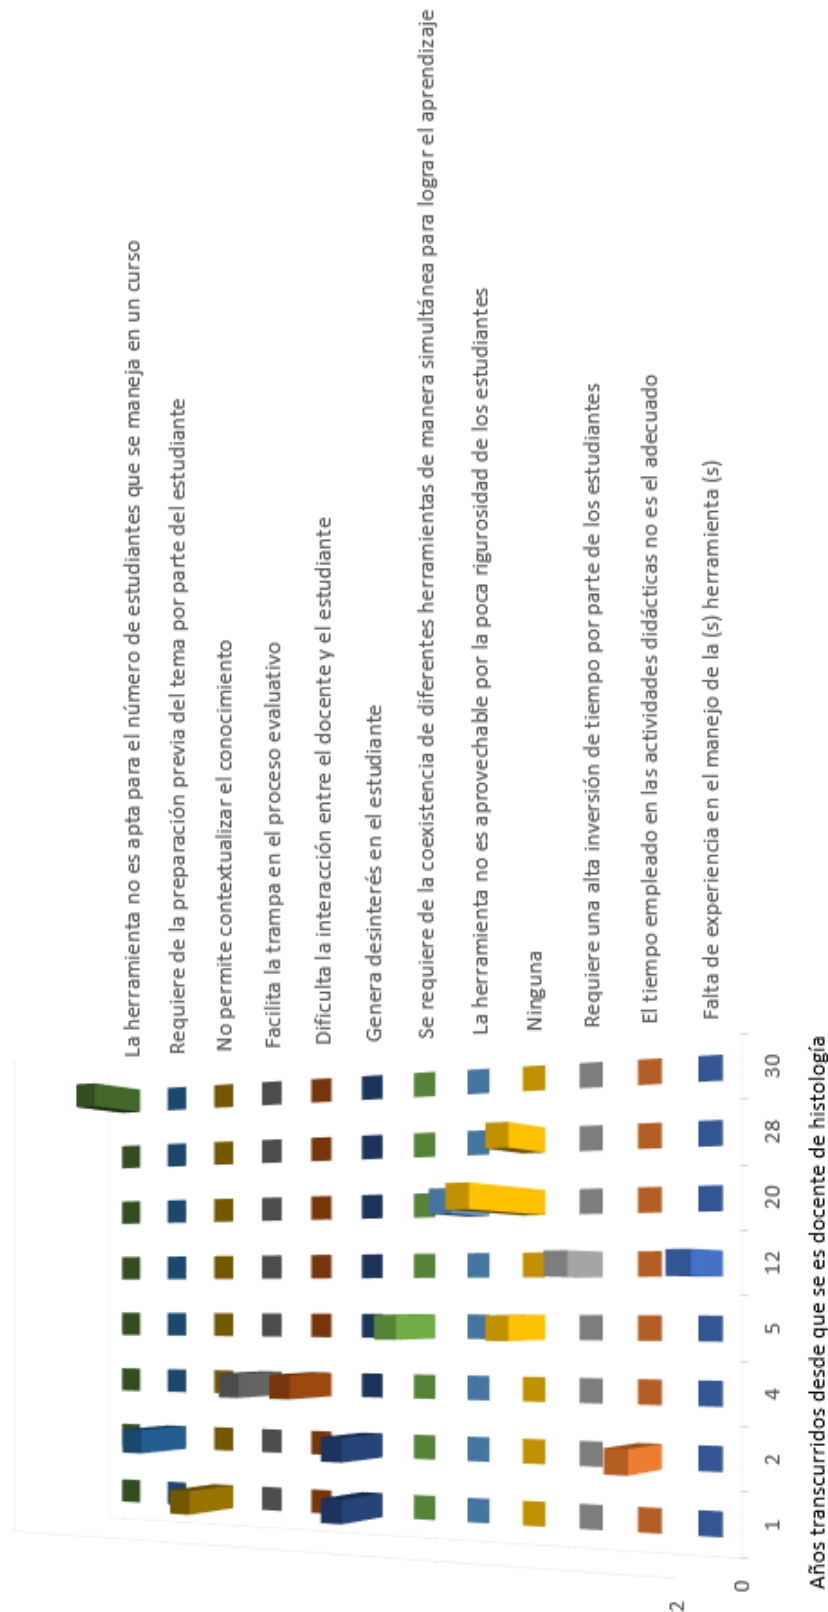 La herramienta no es apta para el número de estudiantes que se maneja en un curso
Requiere de la preparación previa del tema por parte del estudiante
No permite contextualizar el conocimiento
Facilita la trampa en el proceso evaluativo
Dificulta la interacción entre el docente y el estudiante
Genera desinterés en el estudiante
Se requiere de la coexistencia de diferentes herramientas de manera simultánea para lograr el aprendizaje
La herramienta no es aprovechable por la poca rigurosidad de los estudiantes
Ninguna
Requiere una alta inversión de tiempo por parte de los estudiantes
El tiempo empleado en las actividades didácticas no es el adecuado
Falta de experiencia en el manejo de la (s) herramienta (s)
2
0
1 2 4 5 12 20 28 30
Años transcurridos desde que se es docente de histología